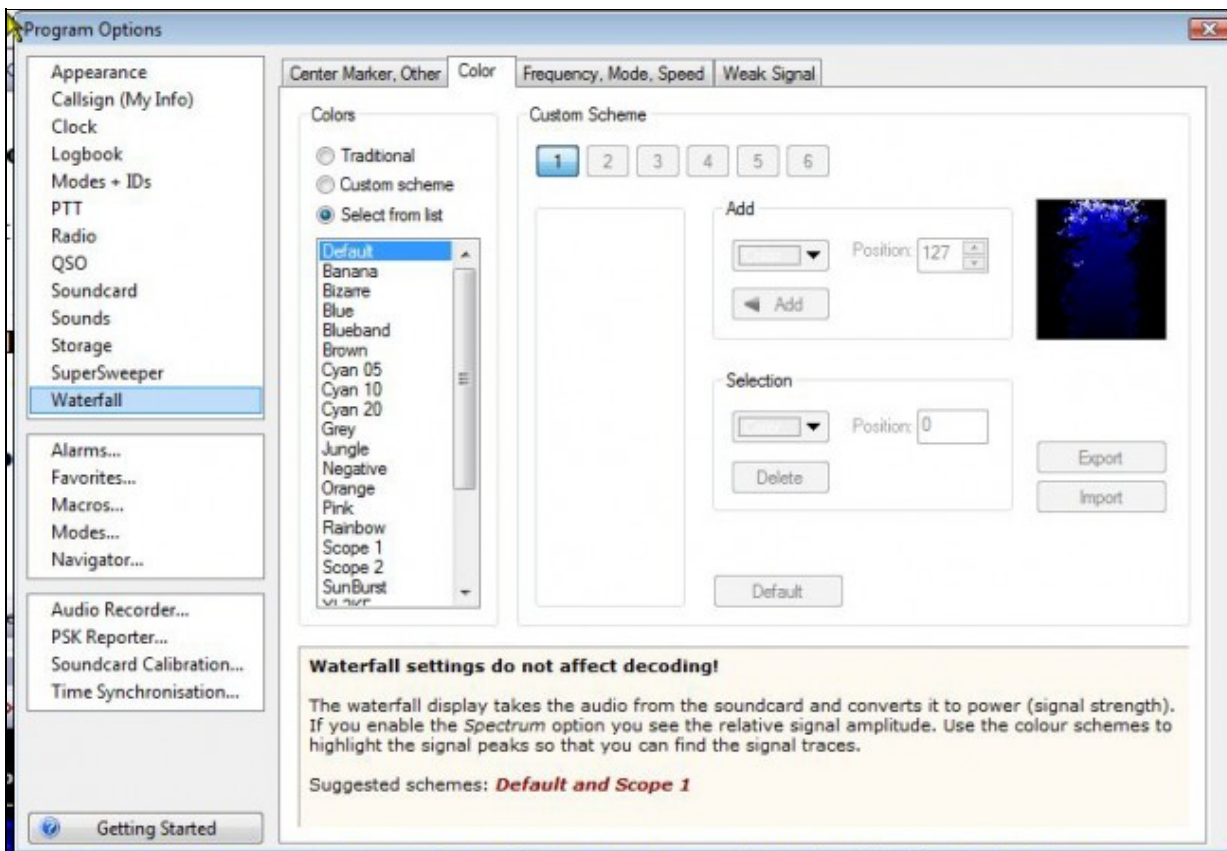 Program Options
Appearance
Callsign (My Info)
Clock
Logbook
Modes + IDs
PTT
Radio
QSO
Soundcard
Sounds
Storage
SuperSweeper
Waterfall
Alarms...
Favorites...
Macros...
Modes...
Navigator...
Audio Recorder...
PSK Reporter...
Soundcard Calibration...
Time Synchronisation...
Getting Started
Center Marker, Other
Color
Frequency, Mode, Speed
Weak Signal
Colors
Traditional
Custom scheme
Select from list
Default
Banana
Bizarre
Blue
Blueband
Brown
Cyan 05
Cyan 10
Cyan 20
Grey
Jungle
Negative
Orange
Pink
Rainbow
Scope 1
Scope 2
SunBurst
Custom Scheme
1 2 3 4 5 6
Add
Position: 127
Add
Selection
Position: 0
Delete
Default
Export
Import
Waterfall settings do not affect decoding!
The waterfall display takes the audio from the soundcard and converts it to power (signal strength).
If you enable the Spectrum option you see the relative signal amplitude. Use the colour schemes to
highlight the signal peaks so that you can find the signal traces.
Suggested schemes: Default and Scope 1